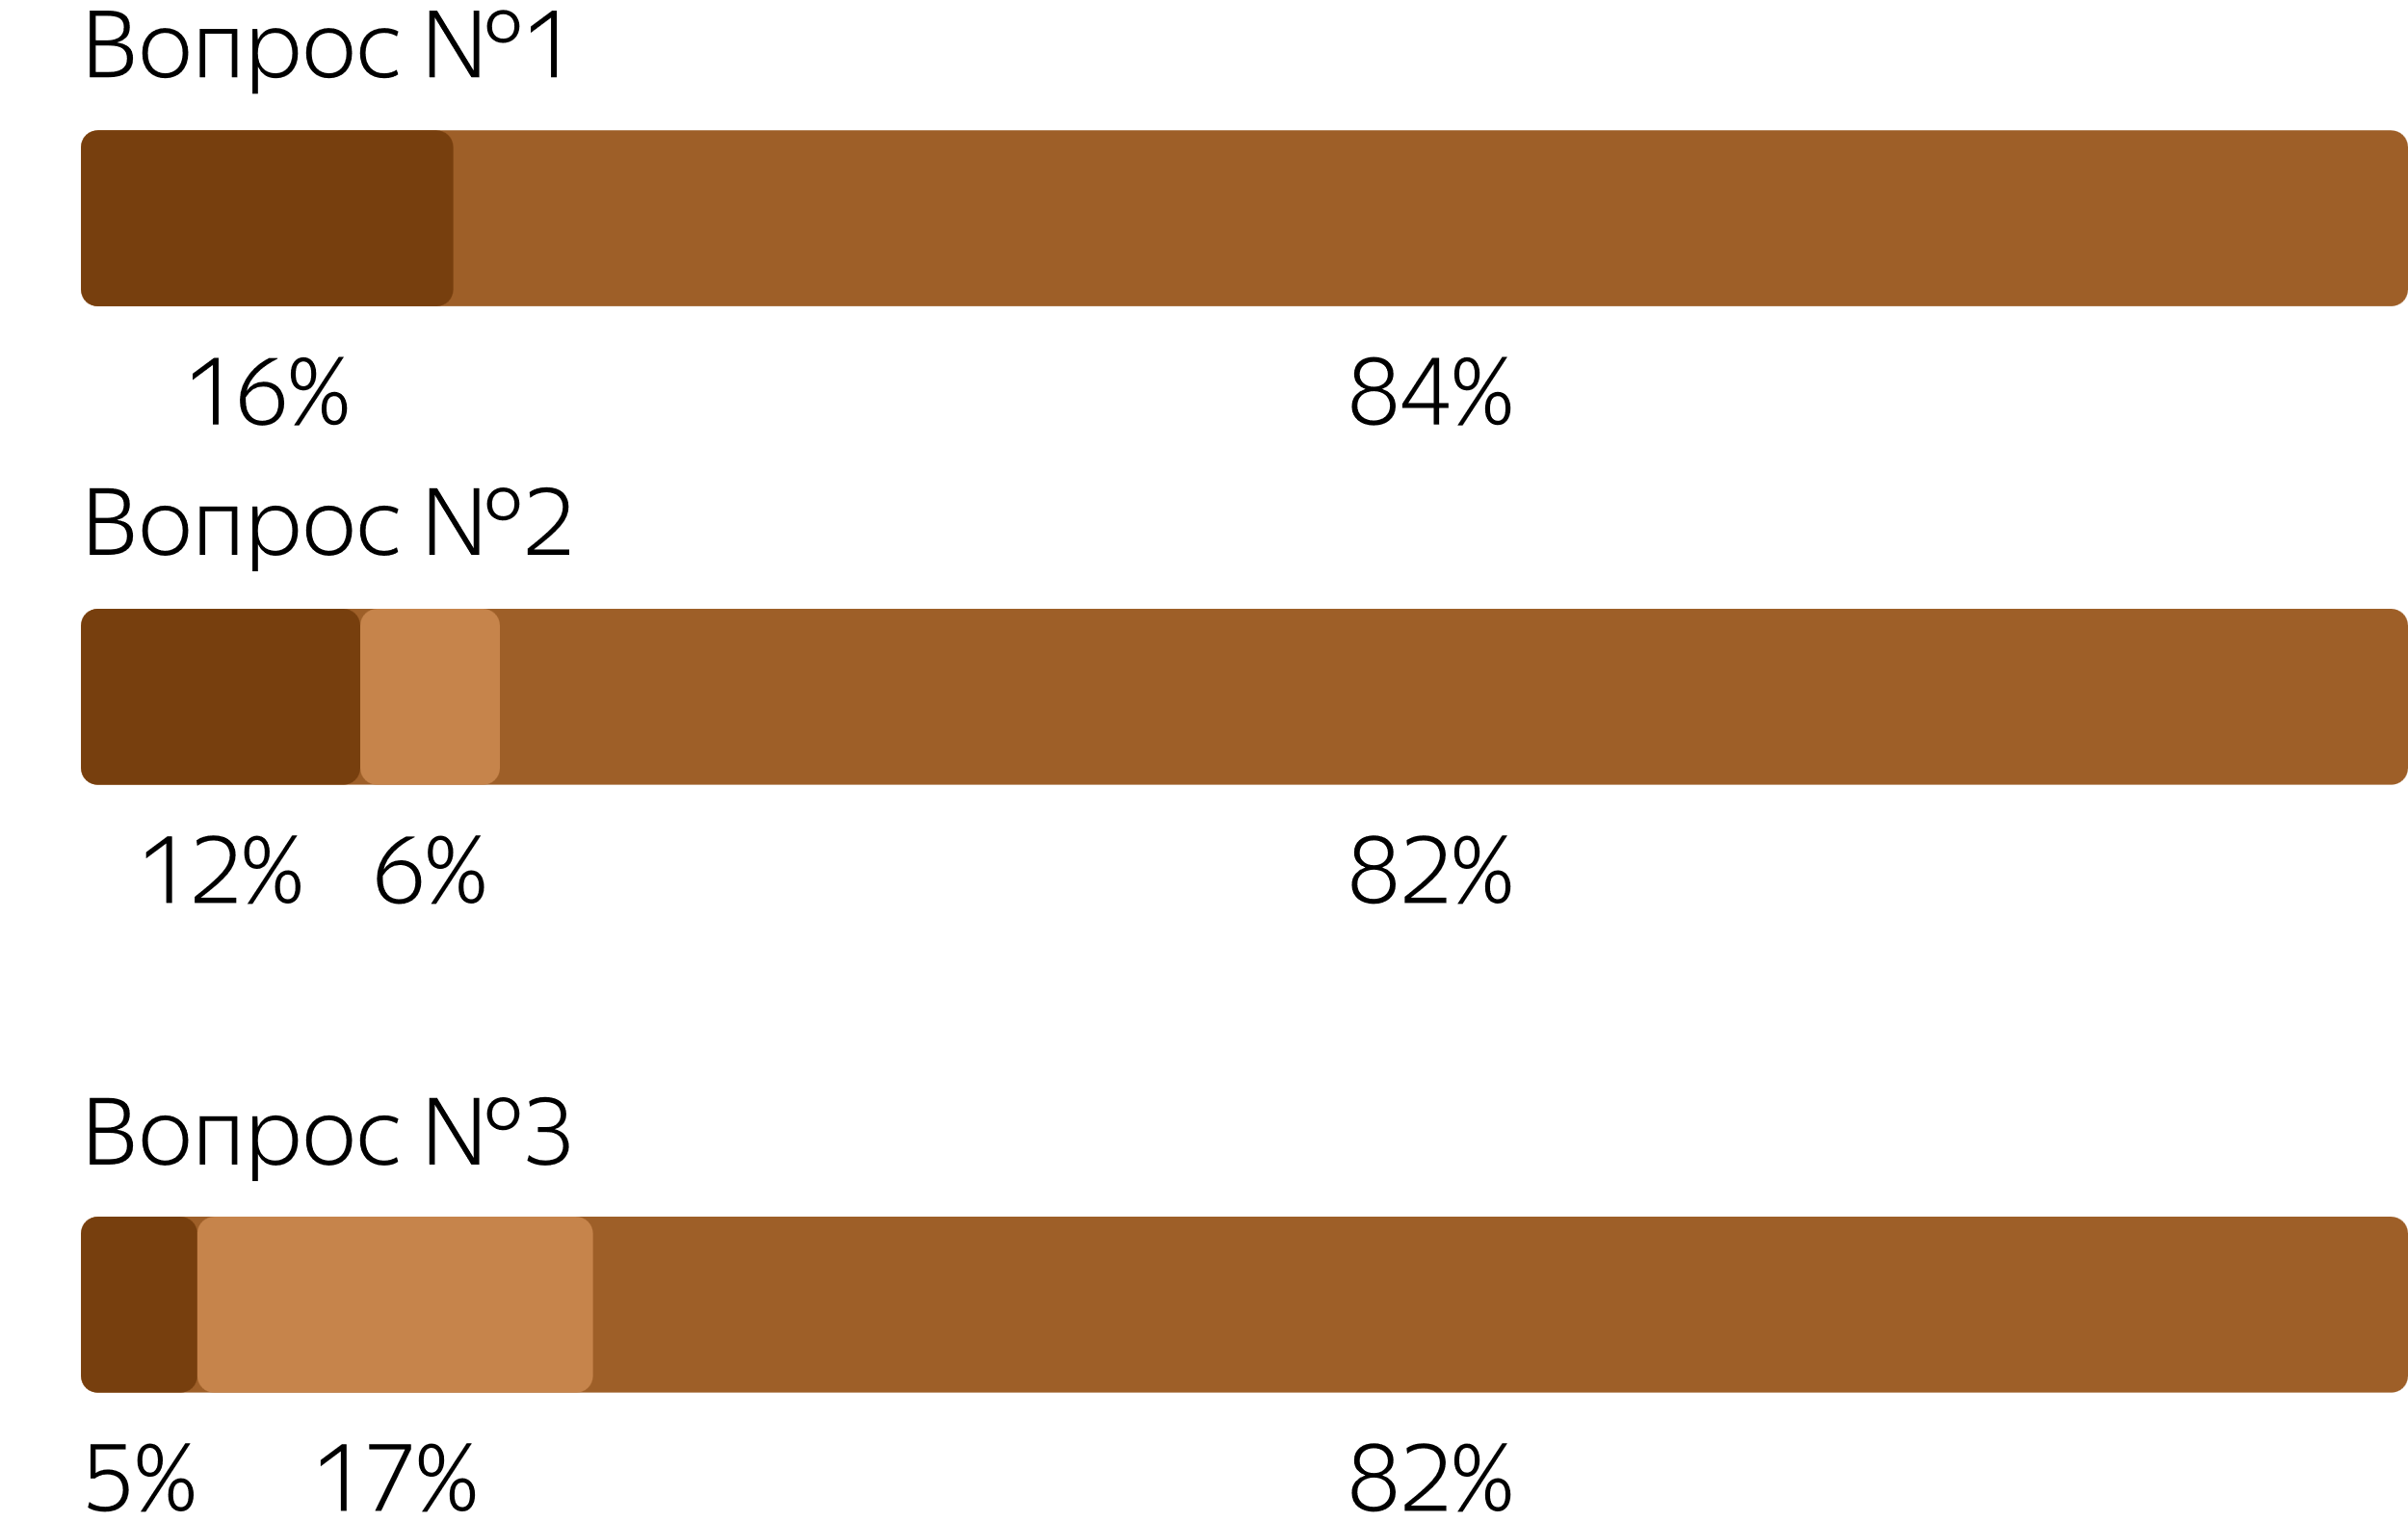 Вопрос №1
16% 84%
Вопрос №2
12% 6% 82%
Вопрос №3
5% 17% 82%